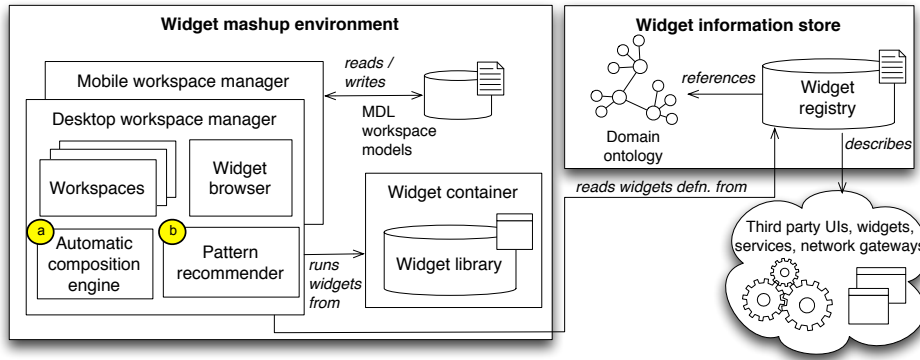 Widget mashup environment
Mobile workspace manager
Desktop workspace manager
Workspaces
Widget
browser
a
Automatic
composition
engine
b
Pattern
recommender
reads /
writes
MDL
workspace
models
runs
widgets
from
Widget container
Widget library
reads widgets defn. from
Widget information store
Domain
ontology
references
Widget
registry
describes
Third party UIs, widgets,
services, network gateways